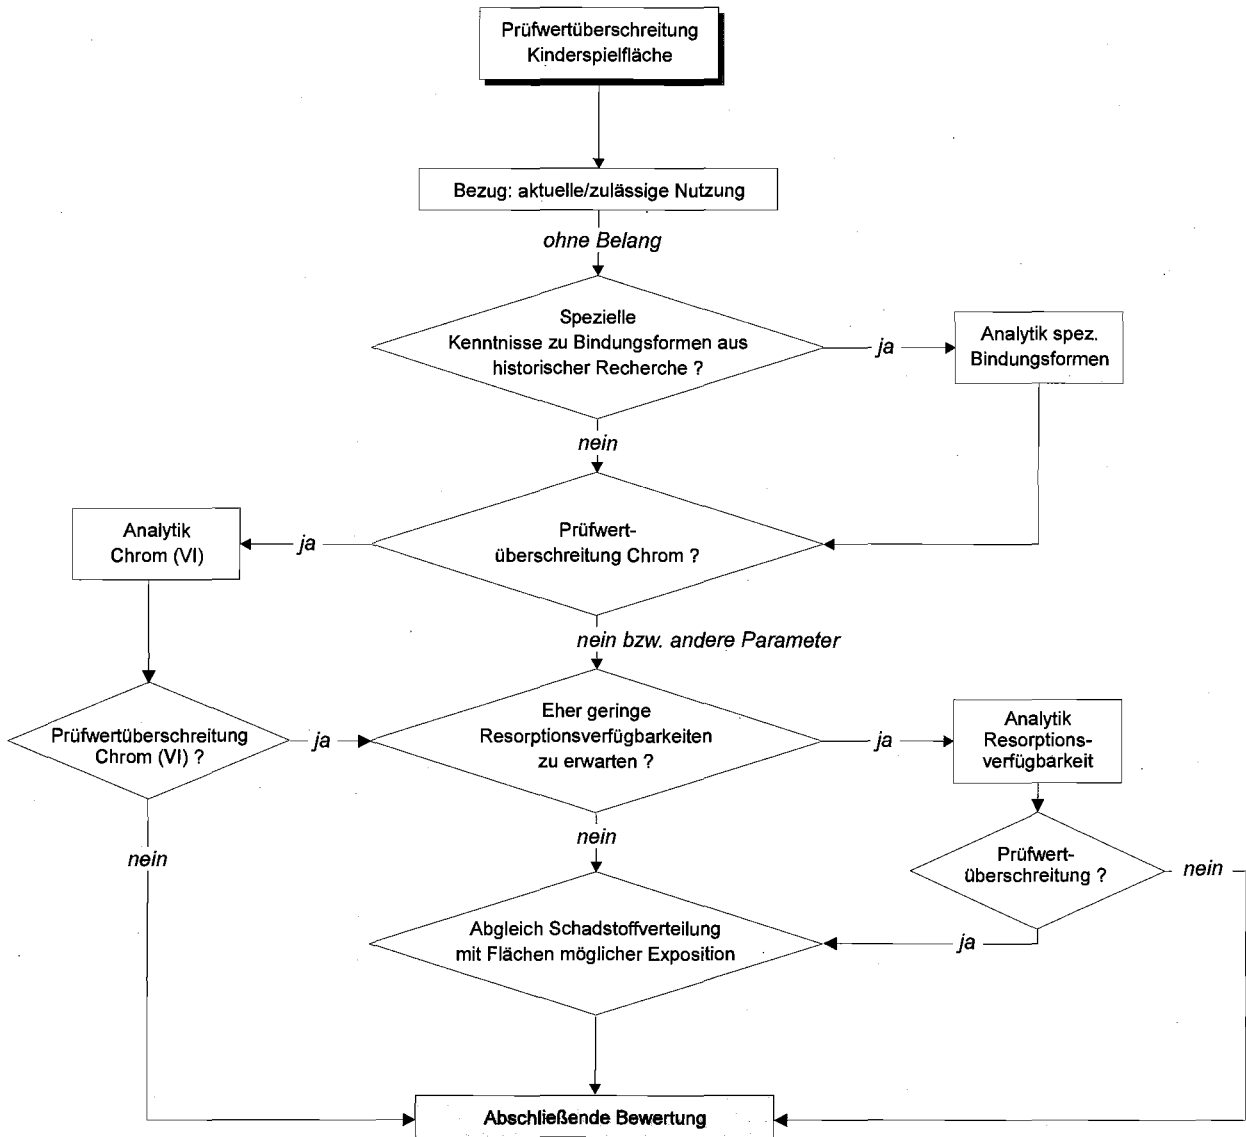 Prüfwertüberschreitung
Kinderspielfläche
Bezug: aktuelle/zulässige Nutzung
ohne Belang
Spezielle
Kenntnisse zu Bindungsformen aus
historischer Recherche ?
ja
Analytik spez.
Bindungsformen
nein
Analytik
Chrom (VI)
ja
Prüfwert-
überschreitung Chrom ?
nein bzw. andere Parameter
Prüfwertüberschreitung
Chrom (VI) ?
ja
Eher geringe
Resorptionsverfügbarkeiten
zu erwarten ?
ja
Analytik
Resorptions-
verfügbarkeit
nein
nein
Prüfwert-
überschreitung ?
nein
Abgleich Schadstoffverteilung
mit Flächen möglicher Exposition
ja
Abschließende Bewertung